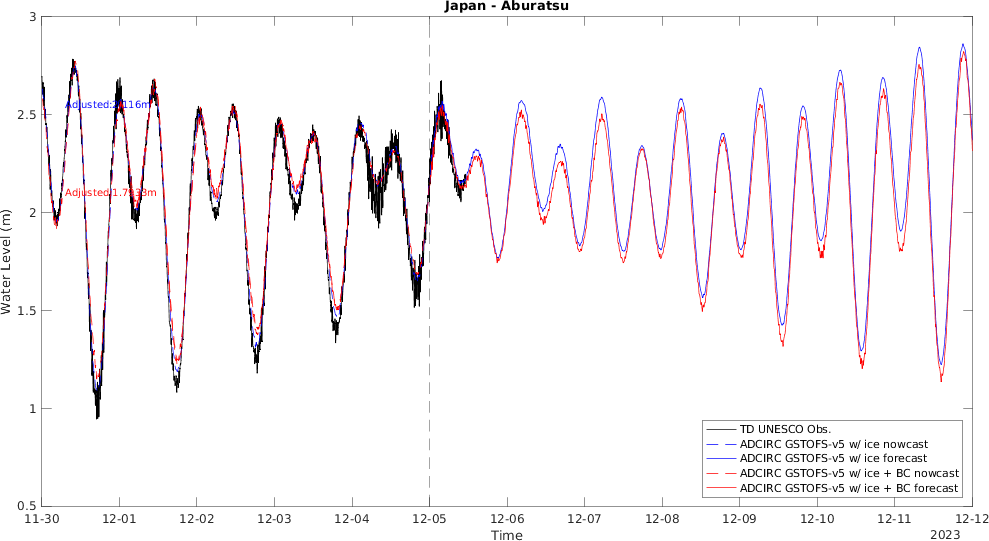 Japan - Aburatsu
3
2.5
2
1.5
1
0.5
Water Level (m)
Adjusted:2.116m
TD UNESCO Obs.
ADCIRC GSTOFS-v5 w/ ice nowcast
ADCIRC GSTOFS-v5 w/ ice forecast
ADCIRC GSTOFS-v5 w/ ice + BC nowcast
ADCIRC GSTOFS-v5 w/ ice + BC forecast
11-30 12-01 12-02 12-03 12-04 12-05 12-06 12-07 12-08 12-09 12-10 12-11 12-12
Time
2023